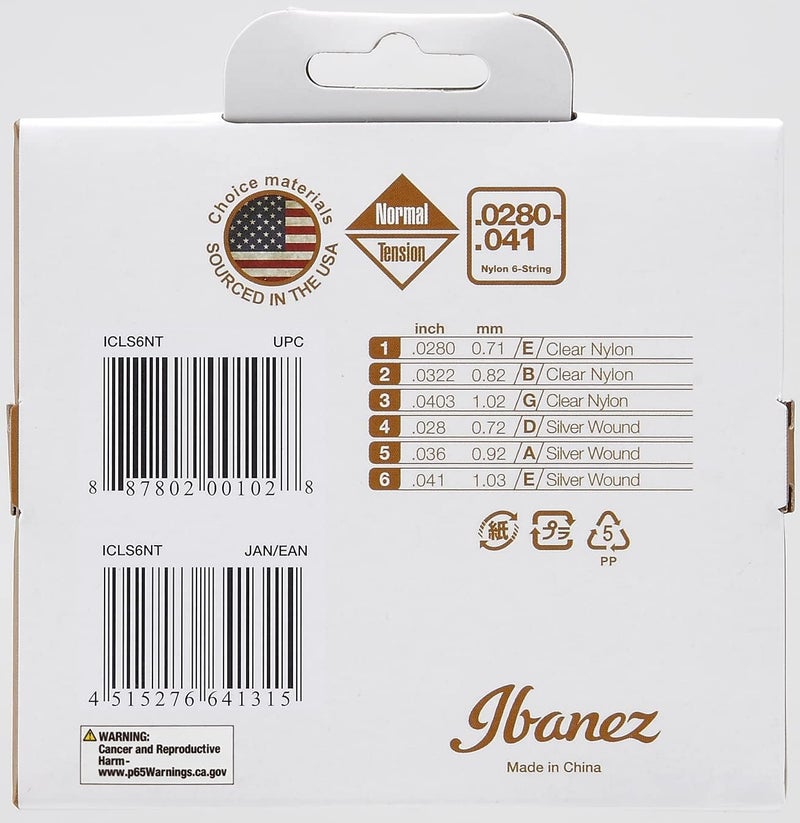 Choice materials
SOURCED IN THE USA
Normal
Tension
.0280-
.041
Nylon 6-String
inch mm
1 .0280 0.71 /E/ Clear Nylon
2 .0322 0.82 /B/ Clear Nylon
3 .0403 1.02 /G/ Clear Nylon
4 .028 0.72 /D/ Silver Wound
5 .036 0.92 /A/ Silver Wound
6 .041 1.03 /E/ Silver Wound
ICLS6NT UPC
8 87802 00102 8
紙
プラ
5
PP
ICLS6NT JAN/EAN
4 515276 641315
WARNING:
Cancer and Reproductive
Harm-
www.p65Warnings.ca.gov
Ibanez
Made in China